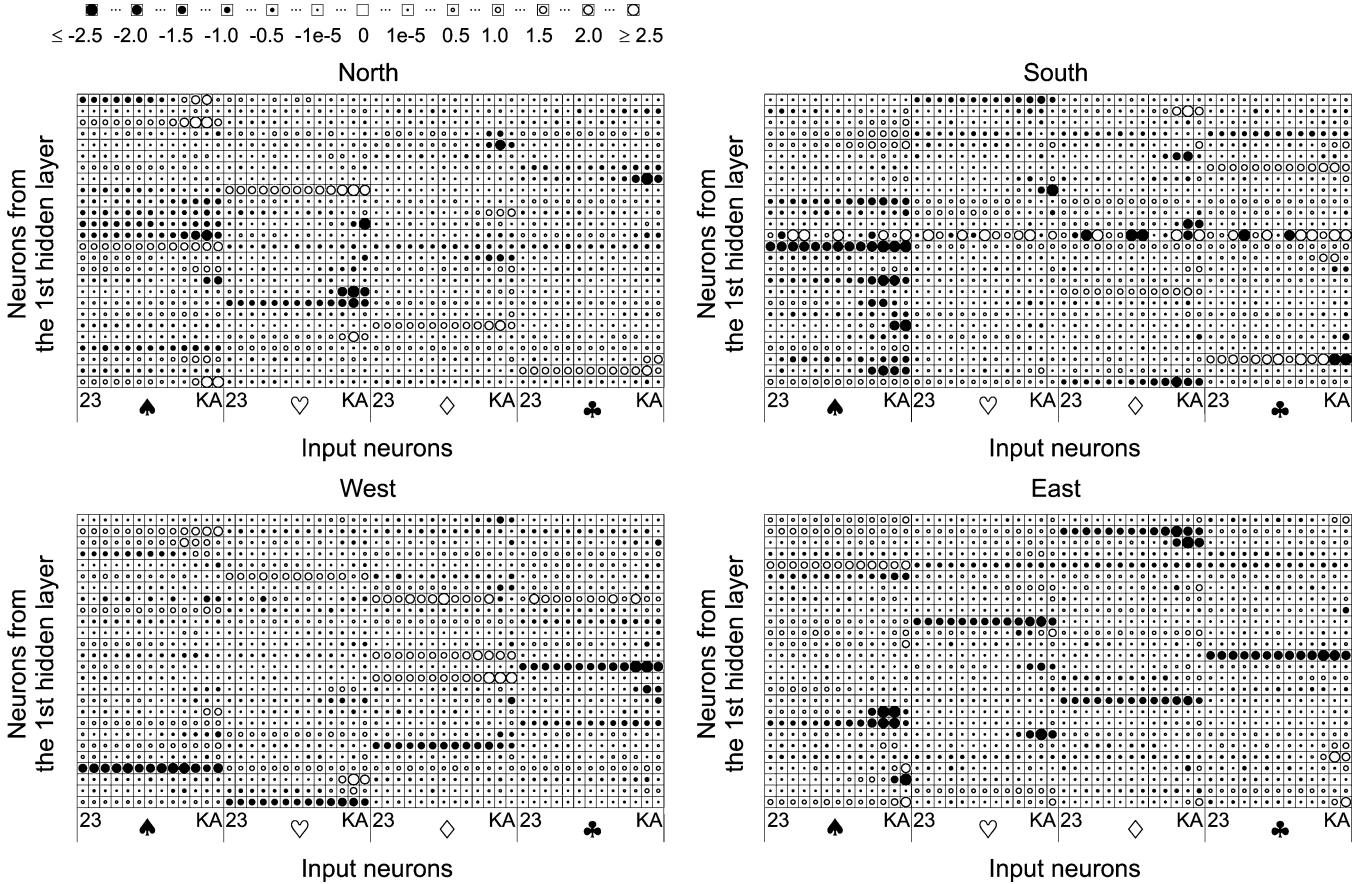 ≤ -2.5 -2.0 -1.5 -1.0 -0.5 -1e-5 0 1e-5 0.5 1.0 1.5 2.0 ≥ 2.5
North
Neurons from
the 1st hidden layer
23 ♠ KA 23 ♡ KA 23 ♢ KA 23 ♣ KA
Input neurons
South
Neurons from
the 1st hidden layer
23 ♠ KA 23 ♡ KA 23 ♢ KA 23 ♣ KA
Input neurons
West
Neurons from
the 1st hidden layer
23 ♠ KA 23 ♡ KA 23 ♢ KA 23 ♣ KA
Input neurons
East
Neurons from
the 1st hidden layer
23 ♠ KA 23 ♡ KA 23 ♢ KA 23 ♣ KA
Input neurons